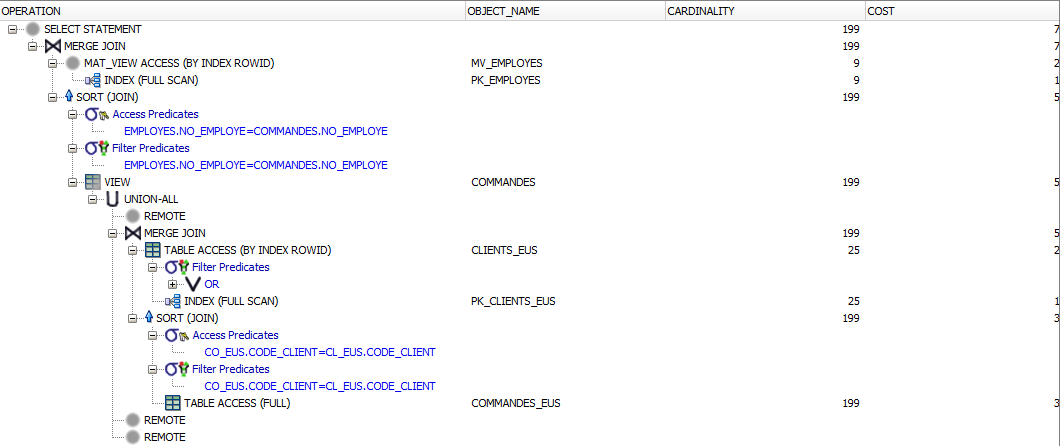 OPERATION OBJECT_NAME CARDINALITY COST
SELECT STATEMENT 199 7
MERGE JOIN 199 7
MAT_VIEW ACCESS (BY INDEX ROWID) MV_EMPLOYES 9 2
INDEX (FULL SCAN) PK_EMPLOYES 9 1
SORT (JOIN) 199 5
Access Predicates
EMPLOYES.NO_EMPLOYE=COMMANDES.NO_EMPLOYE
Filter Predicates
EMPLOYES.NO_EMPLOYE=COMMANDES.NO_EMPLOYE
VIEW COMMANDES 199 5
UNION-ALL
REMOTE
MERGE JOIN 199 5
TABLE ACCESS (BY INDEX ROWID) CLIENTS_EUS 25 2
Filter Predicates
OR
INDEX (FULL SCAN) PK_CLIENTS_EUS 25 1
SORT (JOIN) 199 3
Access Predicates
CO_EUS.CODE_CLIENT=CL_EUS.CODE_CLIENT
Filter Predicates
CO_EUS.CODE_CLIENT=CL_EUS.CODE_CLIENT
TABLE ACCESS (FULL) COMMANDES_EUS 199 3
REMOTE
REMOTE